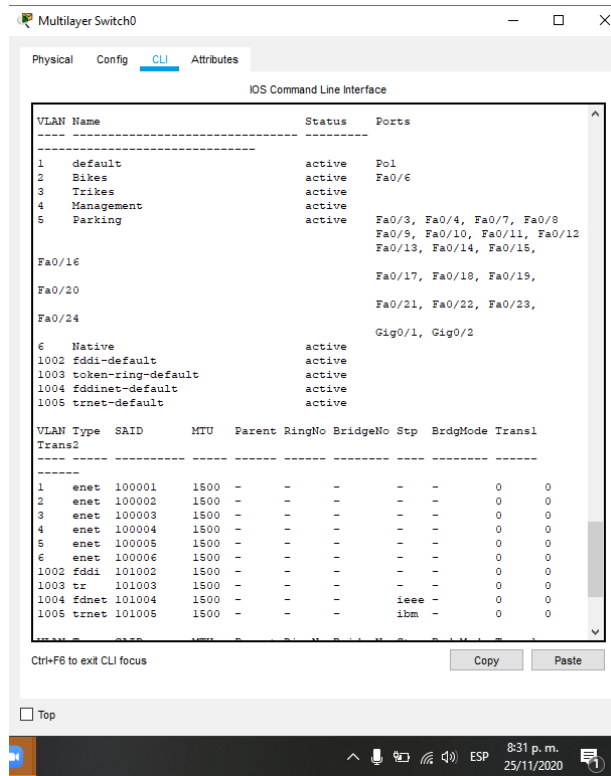 Multilayer Switch0
Physical Config CLI Attributes
IOS Command Line Interface
VLAN Name Status Ports
---- -------------------------------- ---------
-------------------------------
1 default active Po1
2 Bikes active Fa0/6
3 Trikes active
4 Management active
5 Parking active Fa0/3, Fa0/4, Fa0/7, Fa0/8
Fa0/9, Fa0/10, Fa0/11, Fa0/12
Fa0/13, Fa0/14, Fa0/15,
Fa0/16
Fa0/17, Fa0/18, Fa0/19,
Fa0/20
Fa0/21, Fa0/22, Fa0/23,
Fa0/24
Gig0/1, Gig0/2
6 Native active
1002 fddi-default active
1003 token-ring-default active
1004 fddinet-default active
1005 trnet-default active
VLAN Type SAID MTU Parent RingNo BridgeNo Stp BrdgMode Trans1
Trans2
---- ----- ---------- ----- ------ ------ -------- ---- -------- ------
------
1 enet 100001 1500 - - - - - 0 0
2 enet 100002 1500 - - - - - 0 0
3 enet 100003 1500 - - - - - 0 0
4 enet 100004 1500 - - - - - 0 0
5 enet 100005 1500 - - - - - 0 0
6 enet 100006 1500 - - - - - 0 0
1002 fddi 101002 1500 - - - - - 0 0
1003 tr 101003 1500 - - - - - 0 0
1004 fdnet 101004 1500 - - - ieee - 0 0
1005 trnet 101005 1500 - - - ibm - 0 0
Ctrl+F6 to exit CLI focus
Copy Paste
Top
ESP
8:31 p. m.
25/11/2020
1